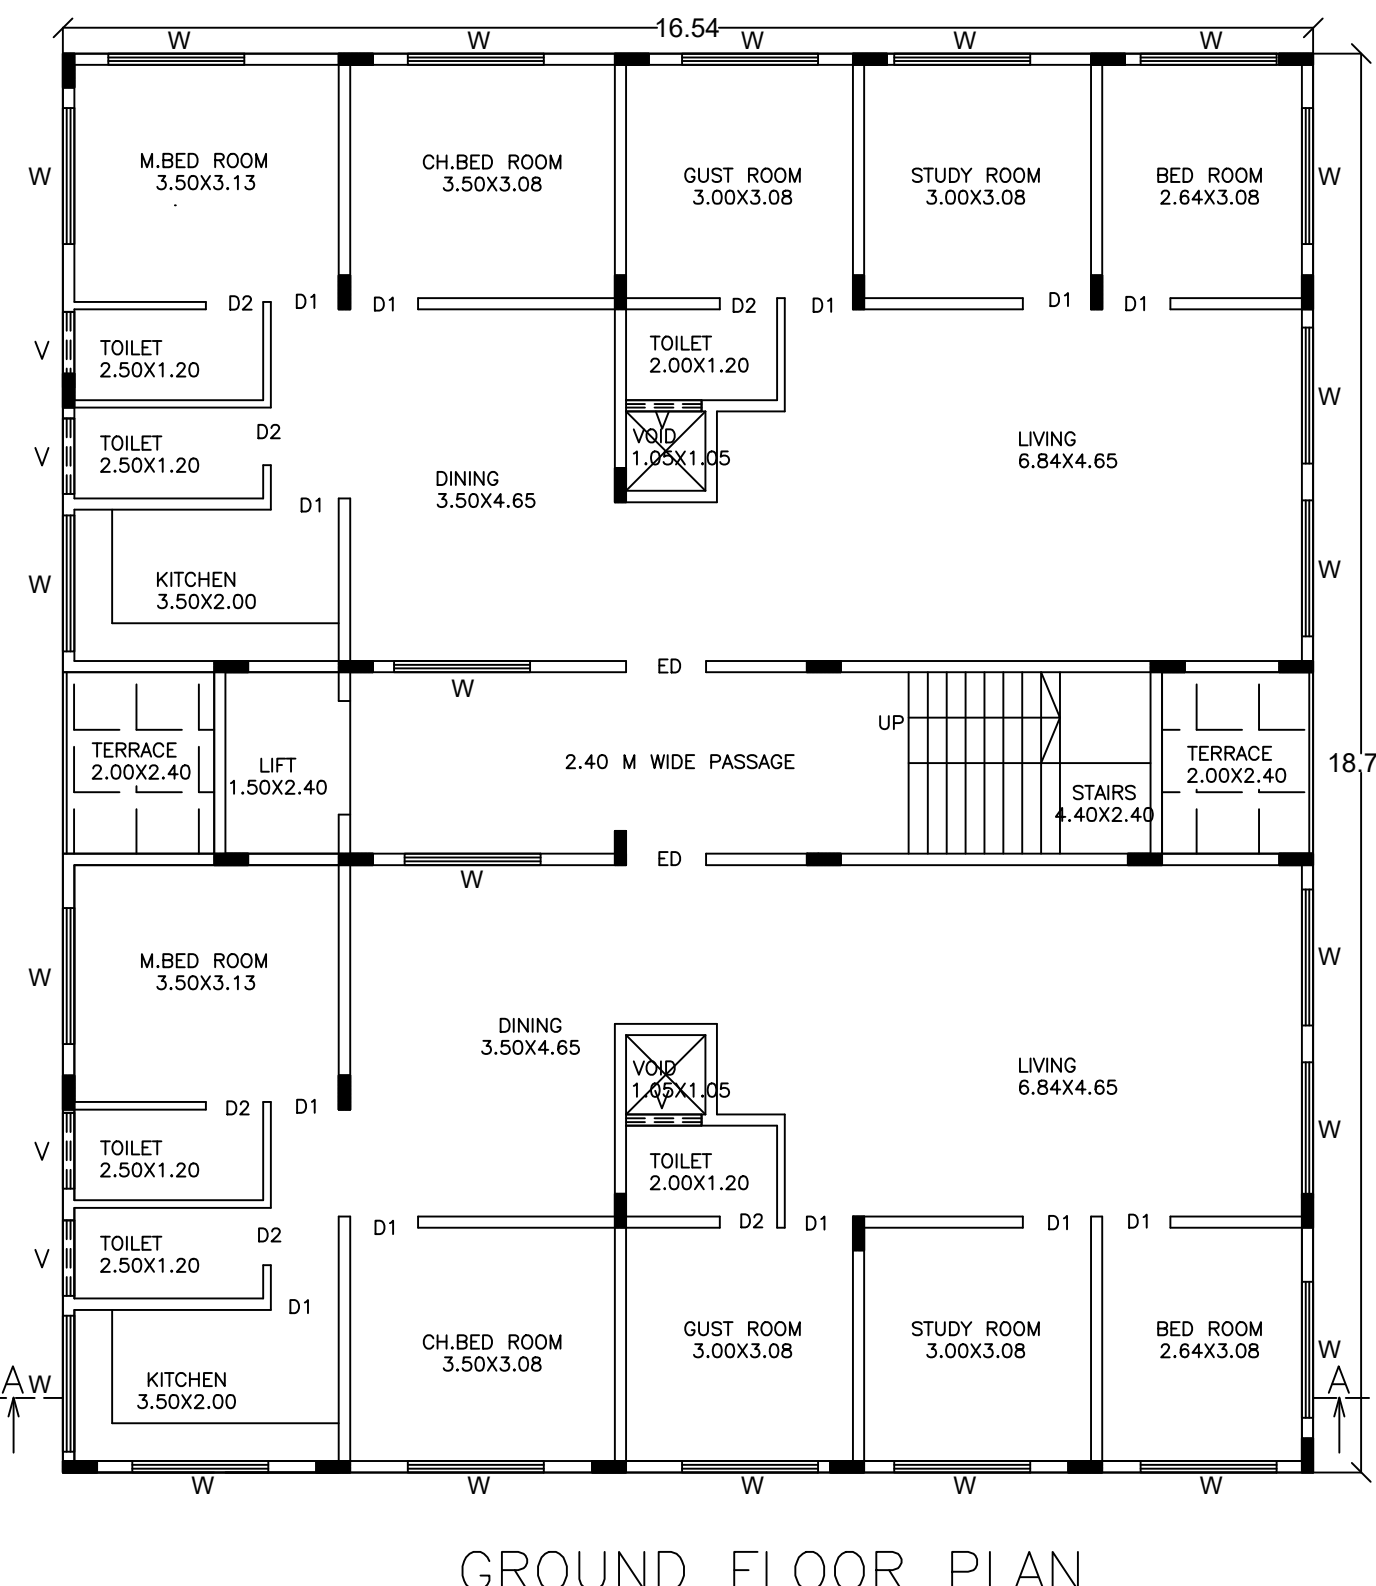 16.54
W W W W W
M.BED ROOM
3.50X3.13
CH.BED ROOM
3.50X3.08
GUST ROOM
3.00X3.08
STUDY ROOM
3.00X3.08
BED ROOM
2.64X3.08
W
W
D2 D1 D1 D2 D1 D1 D1
V
TOILET
2.50X1.20
TOILET
2.00X1.20
W
D2
V
TOILET
2.50X1.20
V
VOID
1.05X1.05
LIVING
6.84X4.65
DINING
3.50X4.65
D1
W
KITCHEN
3.50X2.00
W
ED
W
UP
TERRACE
2.00X2.40
LIFT
1.50X2.40
2.40 M WIDE PASSAGE
STAIRS
4.40X2.40
TERRACE
2.00X2.40
18.7
ED
W
W
M.BED ROOM
3.50X3.13
W
DINING
3.50X4.65
VOID
1.05X1.05
V
LIVING
6.84X4.65
D2 D1
W
V
TOILET
2.50X1.20
TOILET
2.00X1.20
D1 D2 D1 D1 D1
D2
V
TOILET
2.50X1.20
D1
CH.BED ROOM
3.50X3.08
GUST ROOM
3.00X3.08
STUDY ROOM
3.00X3.08
BED ROOM
2.64X3.08
W
A W
KITCHEN
3.50X2.00
A
W W W W W
GROUND FLOOR PLAN